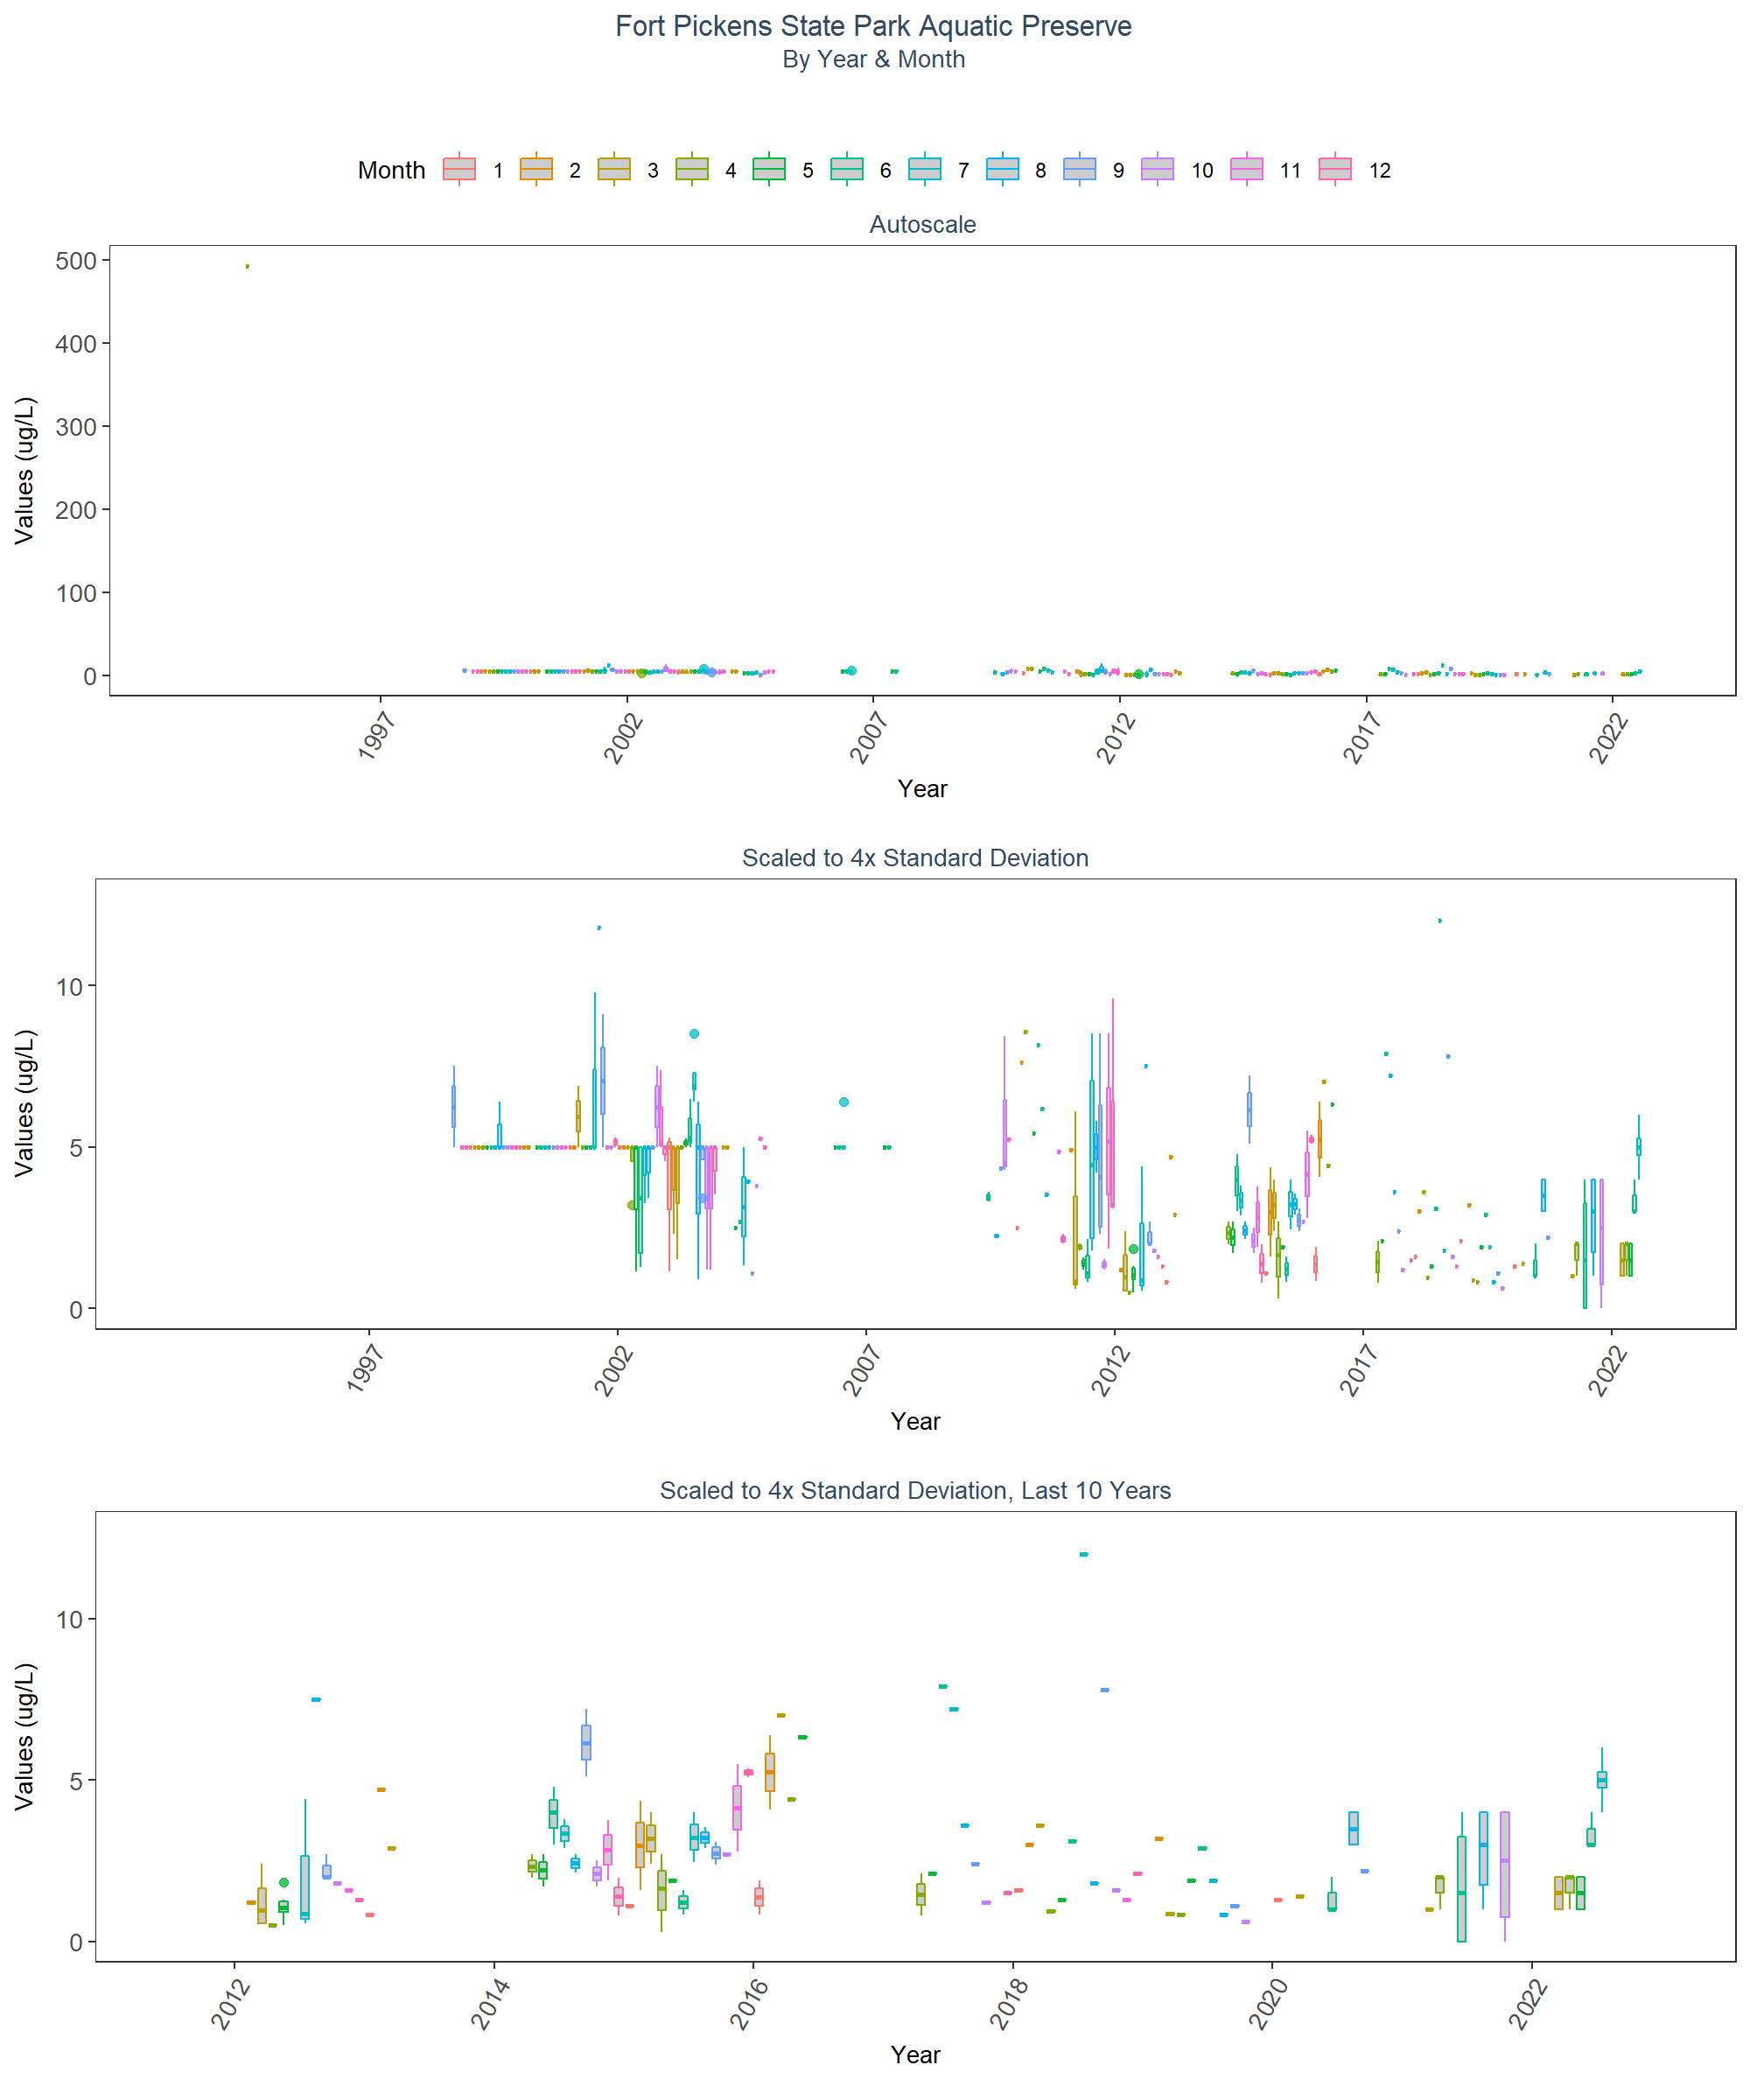 Fort Pickens State Park Aquatic Preserve
By Year & Month
Month 1 2 3 4 5 6 7 8 9 10 11 12
Autoscale
500
400
300
200
100
0
Values (ug/L)
1997 2002 2007 2012 2017 2022
Year
Scaled to 4x Standard Deviation
10
5
0
Values (ug/L)
1997 2002 2007 2012 2017 2022
Year
Scaled to 4x Standard Deviation, Last 10 Years
10
5
0
Values (ug/L)
2012 2014 2016 2018 2020 2022
Year